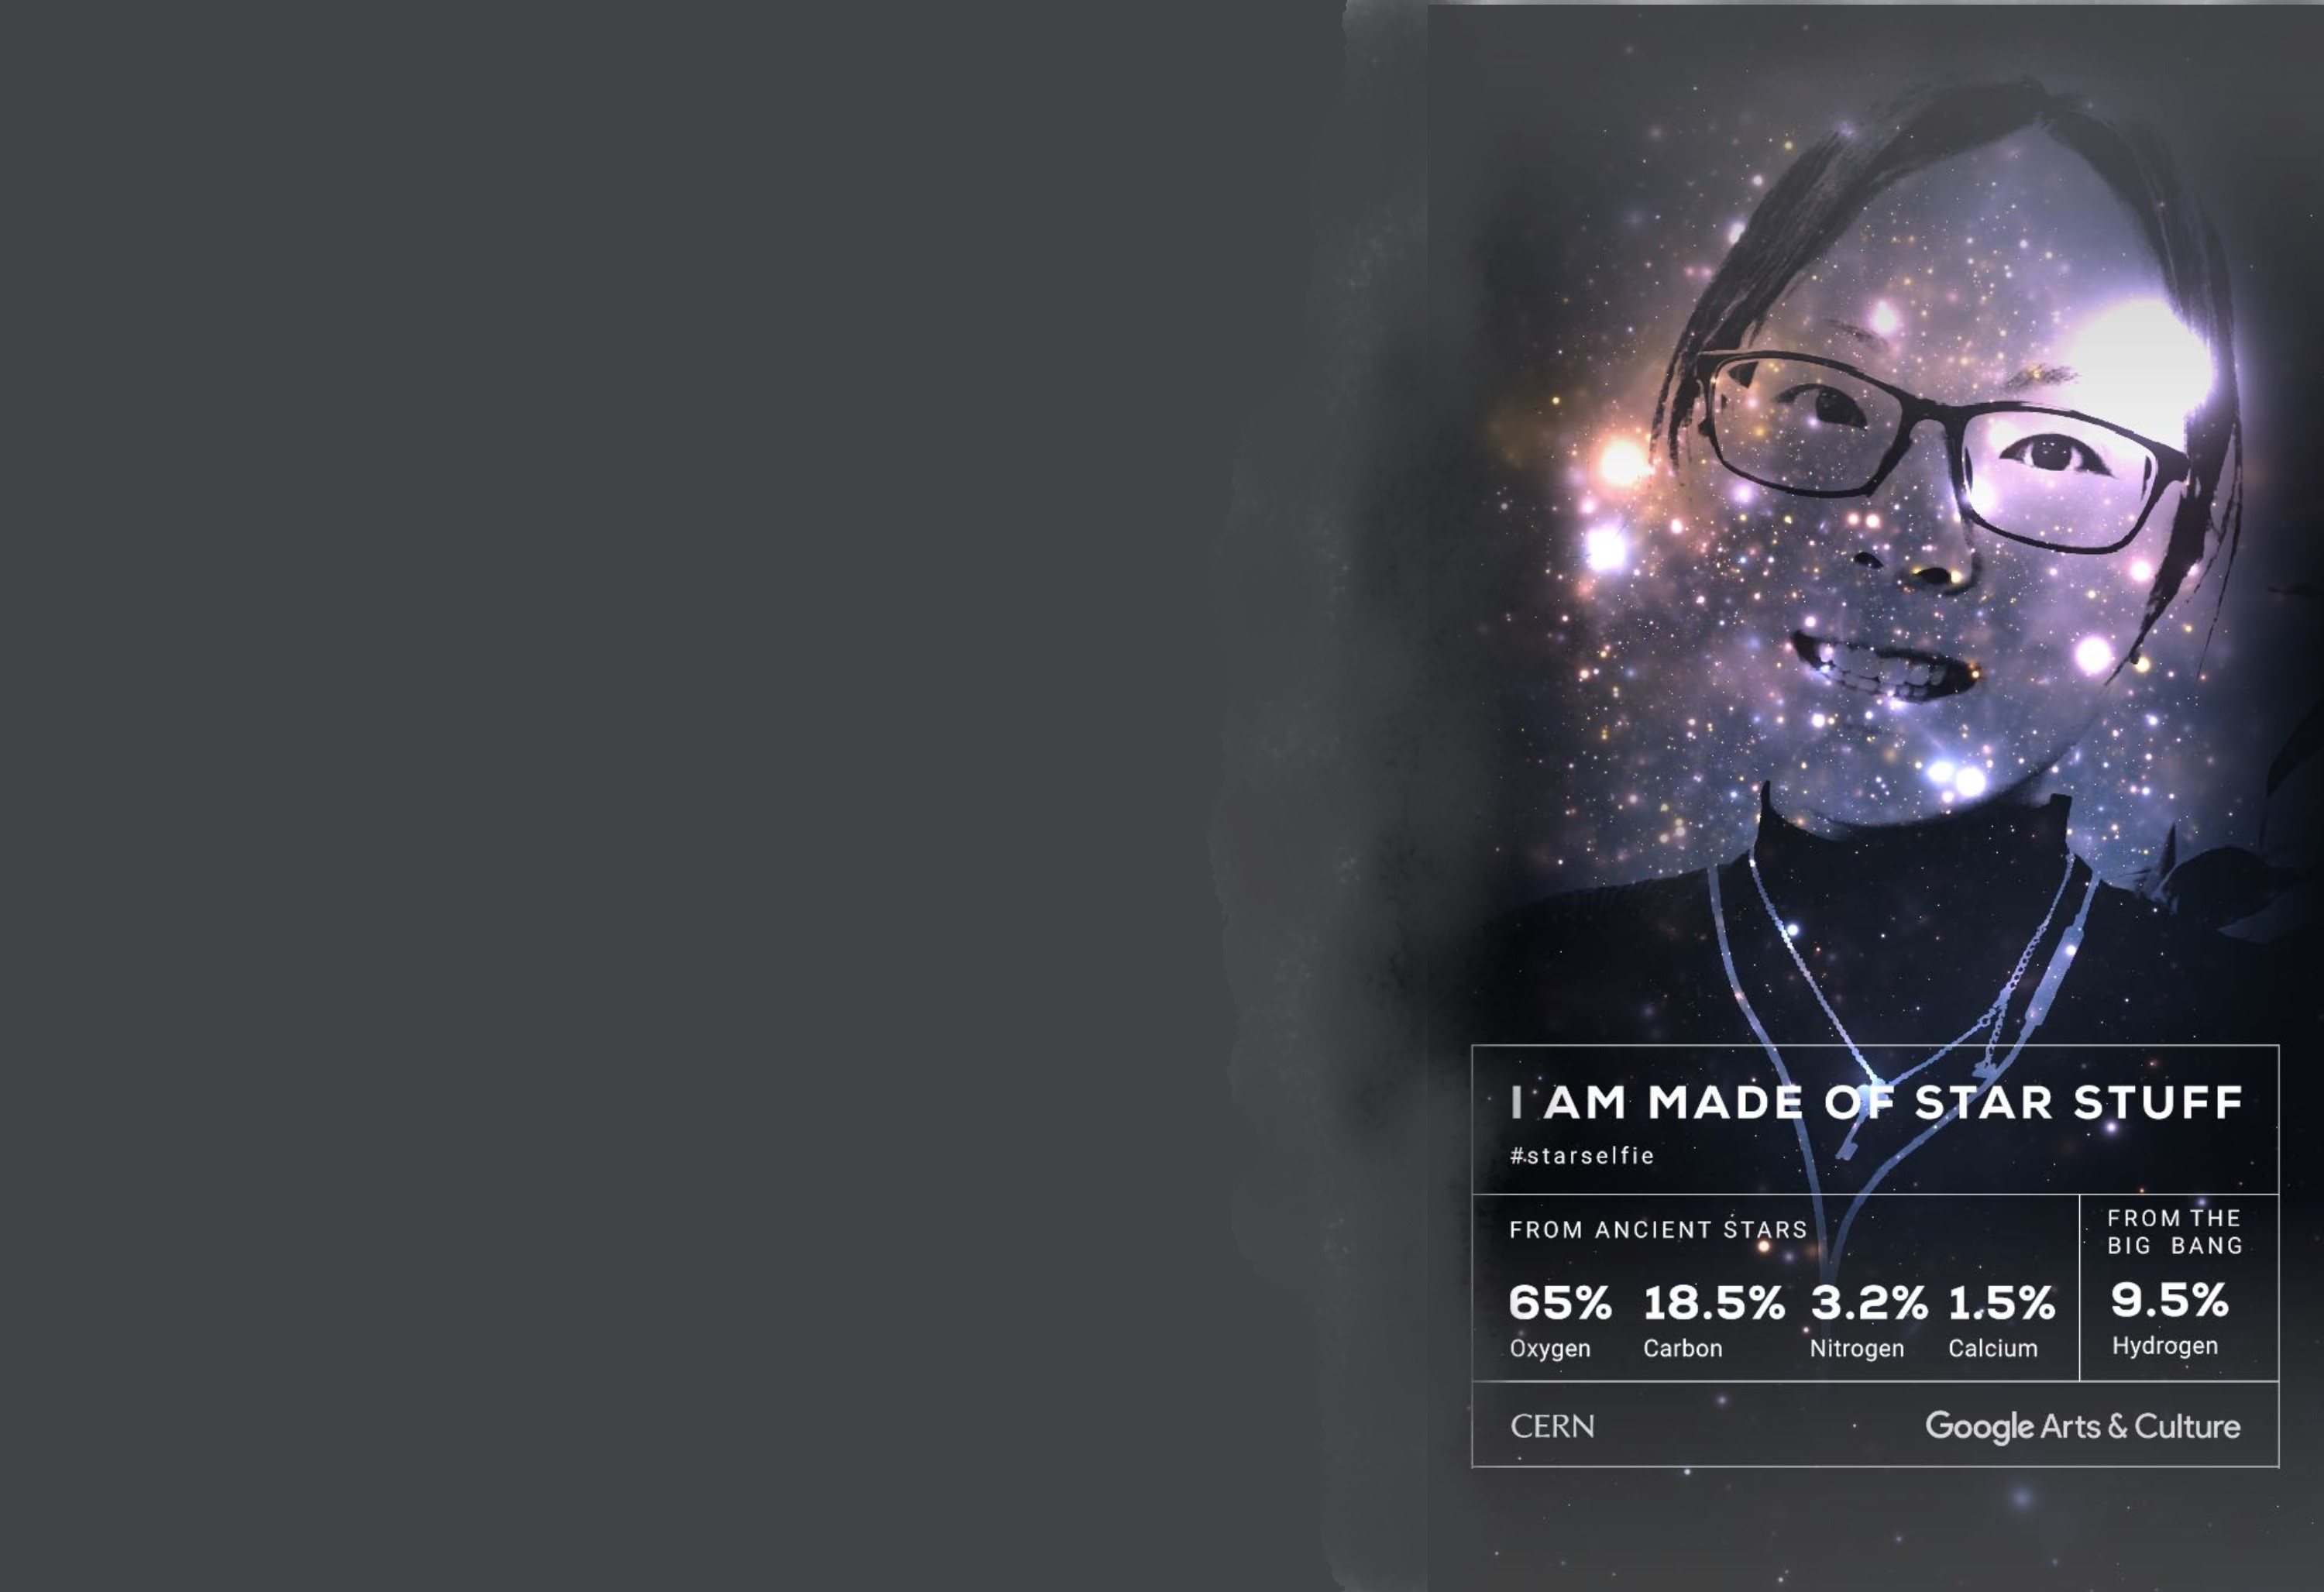 I AM MADE OF STAR STUFF
#starselfie
FROM ANCIENT STARS
65% 18.5% 3.2% 1.5%
Oxygen Carbon Nitrogen Calcium
FROM THE
BIG BANG
9.5%
Hydrogen
CERN
Google Arts & Culture